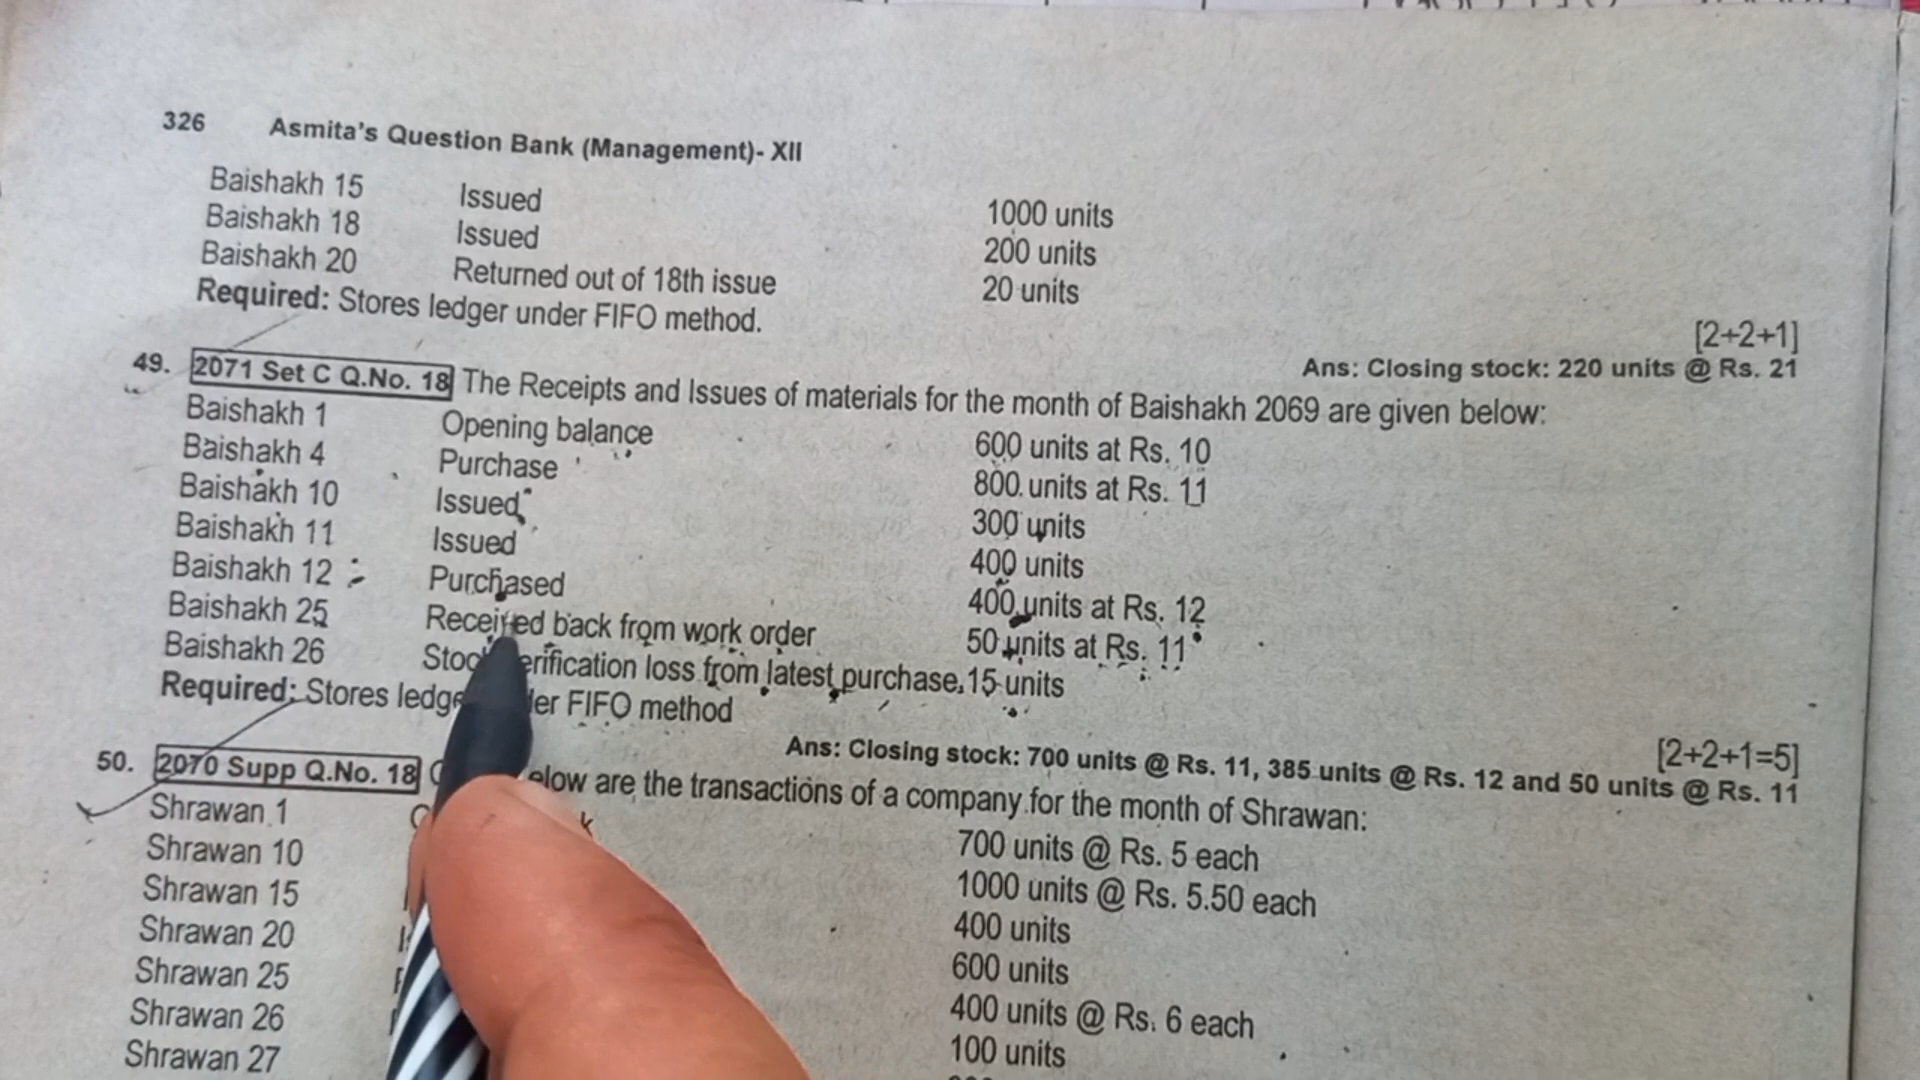 326 Asmita's Question Bank (Management)- XII
Baishakh 15 Issued 1000 units
Baishakh 18 Issued 200 units
Baishakh 20 Returned out of 18th issue 20 units
Required: Stores ledger under FIFO method.
[2+2+1]
Ans: Closing stock: 220 units @ Rs. 21
49. 2071 Set C Q.No. 18 The Receipts and Issues of materials for the month of Baishakh 2069 are given below:
Baishakh 1 Opening balance 600 units at Rs. 10
Baishakh 4 Purchase 800 units at Rs. 11
Baishakh 10 Issued 300 units
Baishakh 11 Issued 400 units
Baishakh 12 Purchased 400 units at Rs. 12
Baishakh 25 Received back from work order 50 units at Rs. 11
Baishakh 26 loss from latest purchase 15 units
Required: Stores FIFO method
[2+2+1=5]
Ans: Closing stock: 700 units @ Rs. 11, 385 units @ Rs. 12 and 50 units @ Rs. 11
50. 2070 Supp Q.No. 18 are the transactions of a company for the month of Shrawan:
Shrawan 1 700 units @ Rs. 5 each
Shrawan 10 1000 units @ Rs. 5.50 each
Shrawan 15 400 units
Shrawan 20 600 units
Shrawan 25 400 units @ Rs. 6 each
Shrawan 26 100 units
Shrawan 27